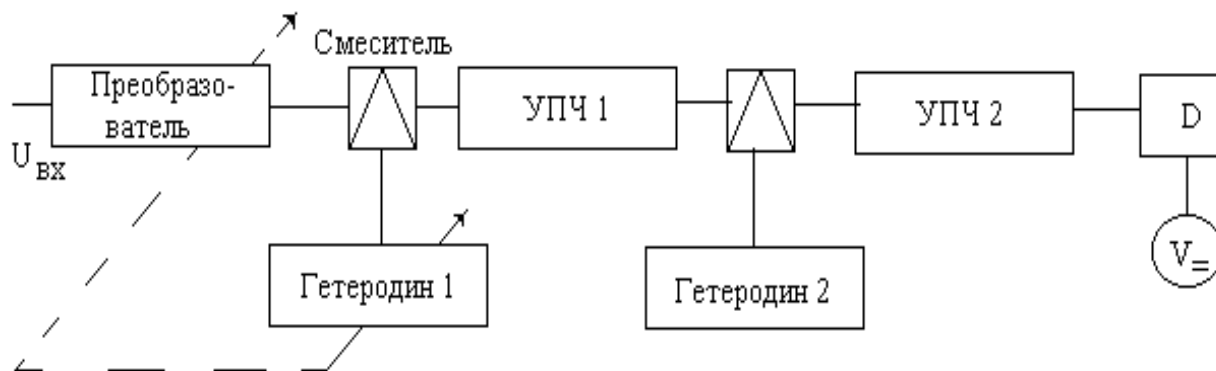 Смеситель
Преобразо-
ватель
УПЧ 1
УПЧ 2
D
U вх
V=
Гетеродин 1
Гетеродин 2